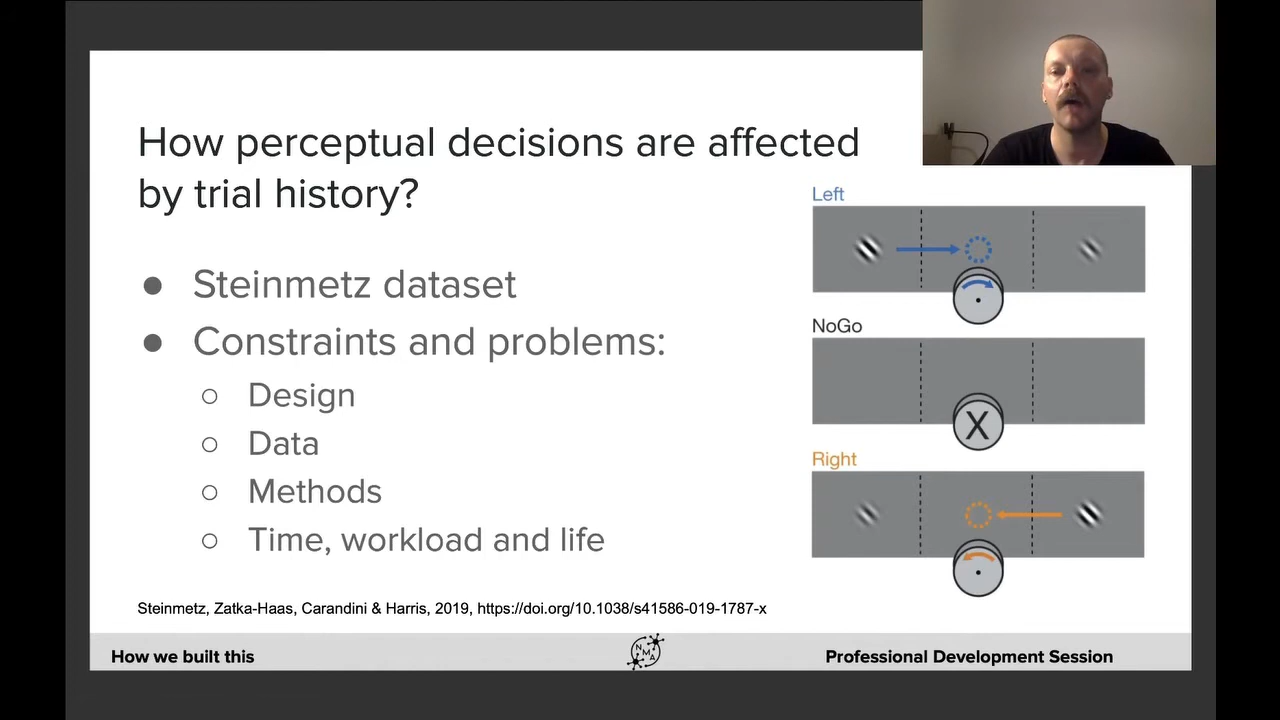 How perceptual decisions are affected
by trial history?
● Steinmetz dataset
● Constraints and problems:
○ Design
○ Data
○ Methods
○ Time, workload and life
Left
NoGo
X
Right
Steinmetz, Zatka-Haas, Carandini & Harris, 2019, https://doi.org/10.1038/s41586-019-1787-x
How we built this
NMA
Professional Development Session